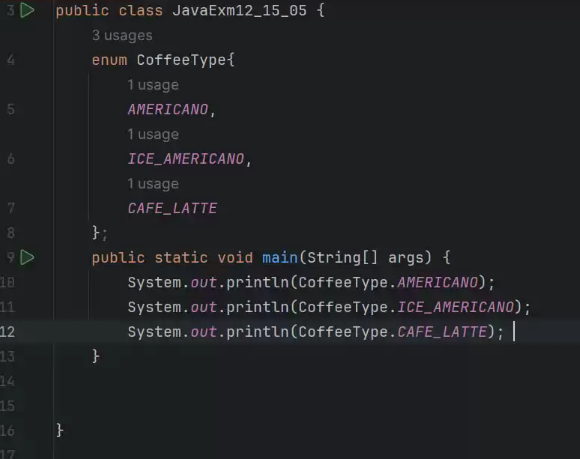 3 public class JavaExm12_15_05 {
3 usages
4 enum CoffeeType{
1 usage
5 AMERICANO,
1 usage
6 ICE_AMERICANO,
1 usage
7 CAFE_LATTE
8 };
9 public static void main(String[] args) {
10 System.out.println(CoffeeType.AMERICANO);
11 System.out.println(CoffeeType.ICE_AMERICANO);
12 System.out.println(CoffeeType.CAFE_LATTE);
13 }
14
15
16 }
17